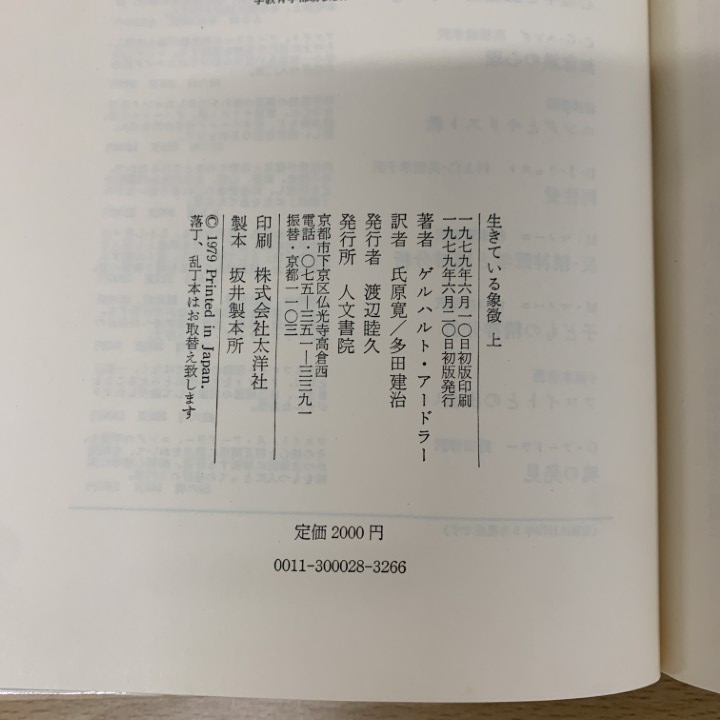 生きている象徴 上
一九七九年六月一〇日初版印刷
一九七九年六月二〇日初版発行
著者 ゲルハルト・アードラー
訳者 氏原寛／多田建治
発行者 渡辺睦久
発行所 人文書院
京都市下京区仏光寺高倉西
電話・〇七五―三五一―三三九一
振替・京都一一〇三
印刷 株式会社太洋社
製本 坂井製本所
© 1979 Printed in Japan.
落丁、乱丁本はお取替え致します
定価2000円
0011-300028-3266